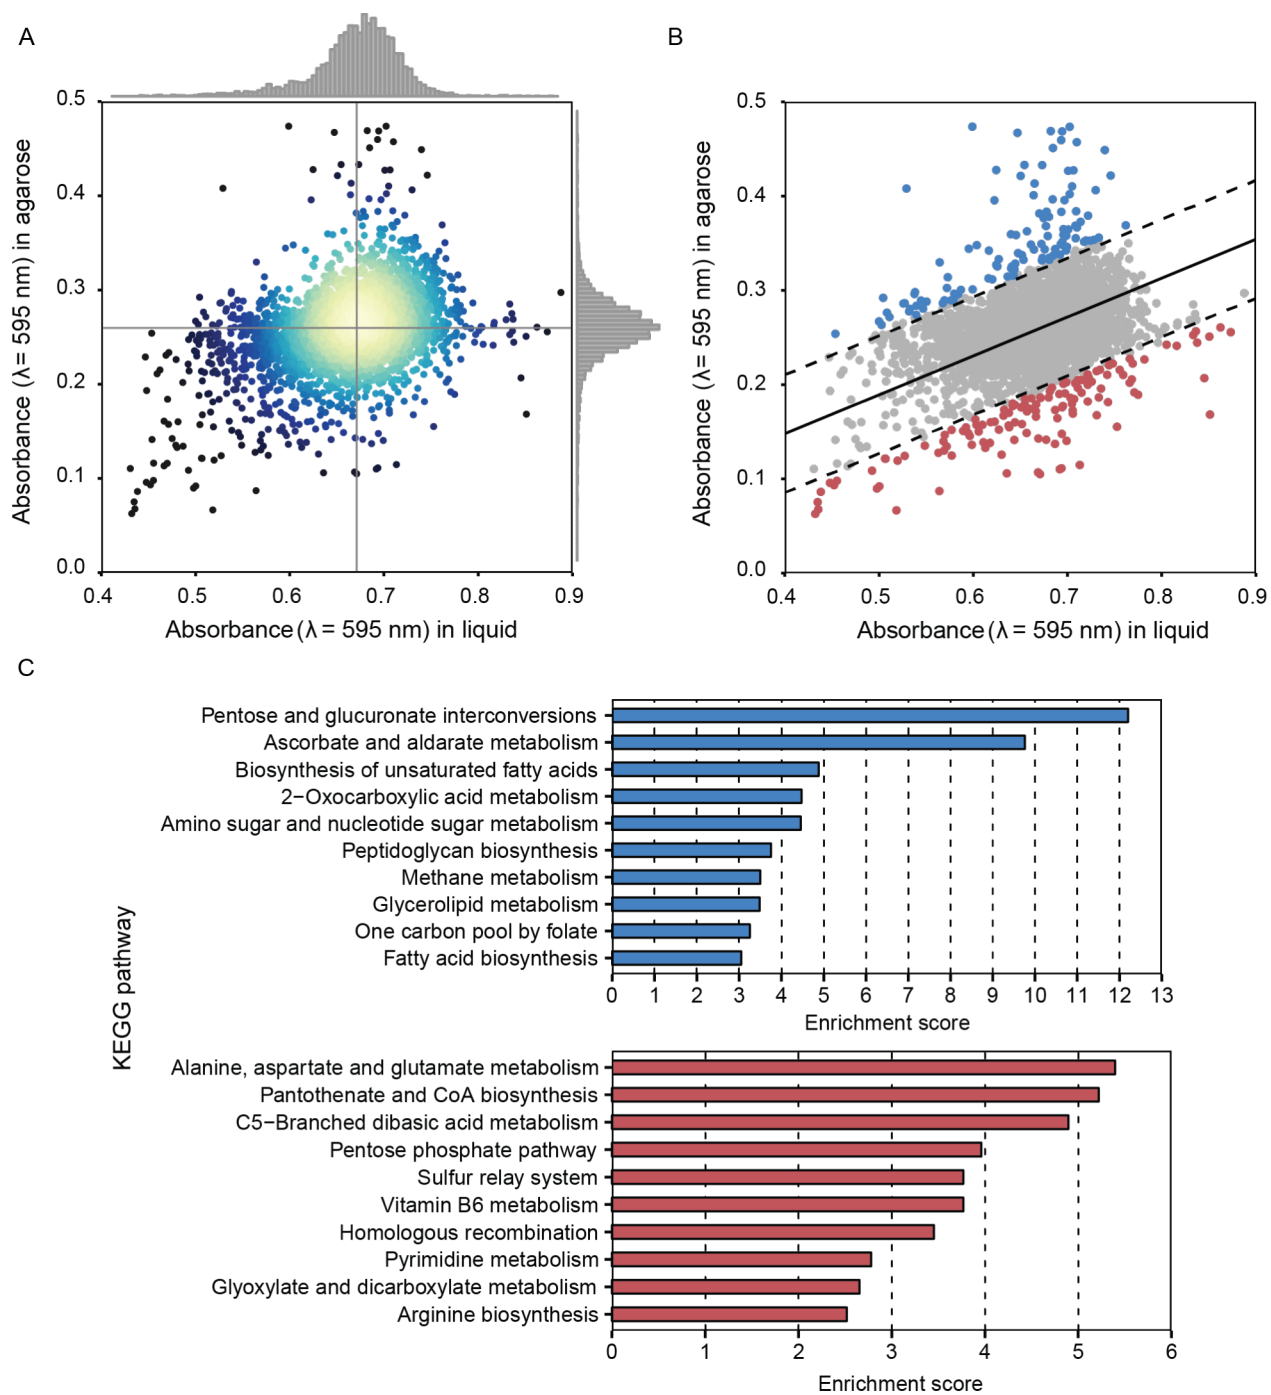 A
B
0.5
0.4
0.3
0.2
0.1
0.0
Absorbance (λ= 595 nm) in agarose
0.4 0.5 0.6 0.7 0.8 0.9
Absorbance (λ= 595 nm) in liquid
0.5
0.4
0.3
0.2
0.1
0.0
Absorbance (λ= 595 nm) in agarose
0.4 0.5 0.6 0.7 0.8 0.9
Absorbance (λ= 595 nm) in liquid
C
KEGG pathway
Pentose and glucuronate interconversions
Ascorbate and aldarate metabolism
Biosynthesis of unsaturated fatty acids
2−Oxocarboxylic acid metabolism
Amino sugar and nucleotide sugar metabolism
Peptidoglycan biosynthesis
Methane metabolism
Glycerolipid metabolism
One carbon pool by folate
Fatty acid biosynthesis
0 1 2 3 4 5 6 7 8 9 10 11 12 13
Enrichment score
Alanine, aspartate and glutamate metabolism
Pantothenate and CoA biosynthesis
C5−Branched dibasic acid metabolism
Pentose phosphate pathway
Sulfur relay system
Vitamin B6 metabolism
Homologous recombination
Pyrimidine metabolism
Glyoxylate and dicarboxylate metabolism
Arginine biosynthesis
0 1 2 3 4 5 6
Enrichment score